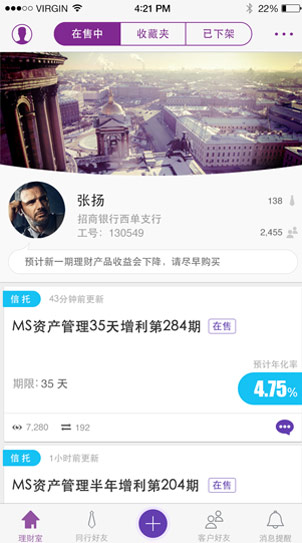 VIRGIN 4:21 PM 22%
在售中 收藏夹 已下架
张扬 138
招商银行西单支行
工号：130549 2,455
预计新一期理财产品收益会下降，请尽早购买
信托 43分钟前更新
MS资产管理35天增利第284期 在售
预计年化率
期限：35 天 4.75%
7,280 192
信托 1小时前更新
MS资产管理半年增利第204期 在售
理财室 同行好友 客户好友 消息提醒